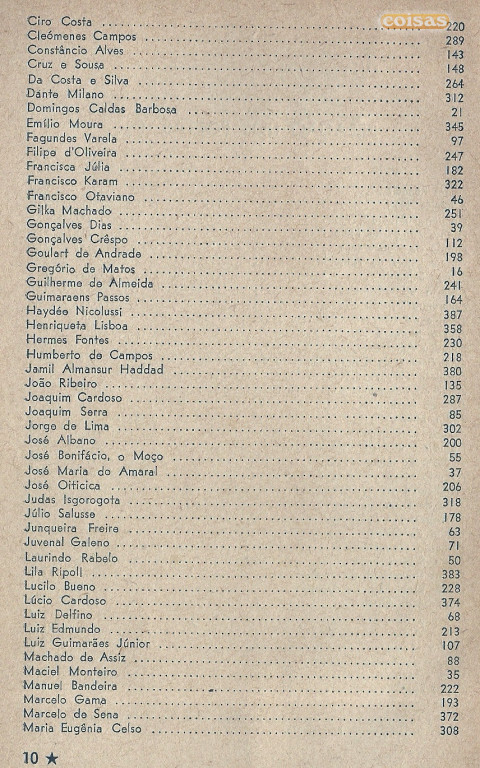 coisas
Ciro Costa 220
Cleómenes Campos 289
Constâncio Alves 143
Cruz e Sousa 148
Da Costa e Silva 264
Dante Milano 312
Domingos Caldas Barbosa 21
Emílio Moura 345
Fagundes Varela 97
Filipe d'Oliveira 247
Francisca Júlia 182
Francisco Karam 322
Francisco Otaviano 46
Gilka Machado 251
Gonçalves Dias 39
Gonçalves Crêspo 112
Goulart de Andrade 198
Gregório de Matos 16
Guilherme de Almeida 241
Guimaraens Passos 164
Haydée Nicolussi 387
Henriqueta Lisboa 358
Hermes Fontes 230
Humberto de Campos 218
Jamil Almansur Haddad 380
João Ribeiro 135
Joaquim Cardoso 287
Joaquim Serra 85
Jorge de Lima 302
José Albano 200
José Bonifácio, o Moço 55
José Maria do Amaral 37
José Oiticica 206
Judas Isgorogota 318
Júlio Salusse 178
Junqueira Freire 63
Juvenal Galeno 71
Laurindo Rabelo 50
Lila Ripoll 383
Lucilo Bueno 228
Lúcio Cardoso 374
Luiz Delfino 68
Luiz Edmundo 213
Luiz Guimarães Júnior 107
Machado de Assiz 88
Maciel Monteiro 35
Manuel Bandeira 222
Marcelo Gama 193
Marcelo de Sena 372
Maria Eugênia Celso 308
10 ★